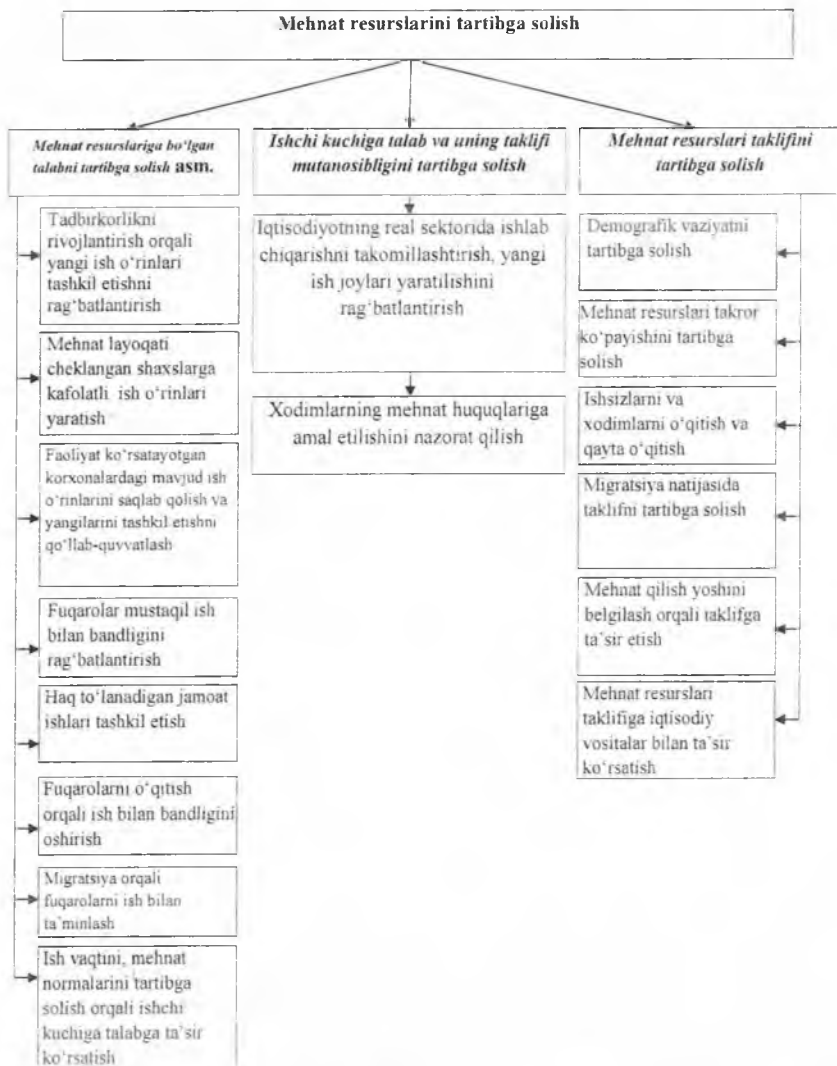 Mehnat resurslarini tartibga solish
Mehnat resurslariga bo‘lgan
talabni tartibga solish asm.
Tadbirkorlikni
rivojlantirish orqali
yangi ish o‘rinlari
tashkil etishni
rag‘batlantirish
Mehnat layoqati
cheklangan shaxslarga
kafolatli ish o‘rinlari
yaratish
Faoliyat ko‘rsatayotgan
korxonalardagi mavjud ish
o‘rinlarini saqlab qolish va
yangilarini tashkil etishni
qo‘llab-quvvatlash
Fuqarolar mustaqil ish
bilan bandligini
rag‘batlantirish
Haq to‘lanadigan jamoat
ishlari tashkil etish
Fuqarolarni o‘qitish
orqali ish bilan bandligini
oshirish
Migratsiya orqali
fuqarolarni ish bilan
ta`minlash
Ish vaqtini, mehnat
normalarini tartibga
solish orqali ishchi
kuchiga talabga ta`sir
ko‘rsatish
Ishchi kuchiga talab va uning taklifi
mutanosibligini tartibga solish
Iqtisodiyotning real sektorida ishlab
chiqarishni takomillashtirish, yangi
ish joylari yaratilishini
rag‘batlantirish
Xodimlarning mehnat huquqlariga
amal etilishini nazorat qilish
Mehnat resurslari taklifini
tartibga solish
Demografik vaziyatni
tartibga solish
Mehnat resurslari takror
ko‘payishini tartibga
solish
Ishsizlarni va
xodimlarni o‘qitish va
qayta o‘qitish
Migratsiya natijasida
taklifni tartibga solish
Mehnat qilish yoshini
belgilash orqali taklifga
ta`sir etish
Mehnat resurslari
taklifiga iqtisodiy
vositalar bilan ta`sir
ko‘rsatish